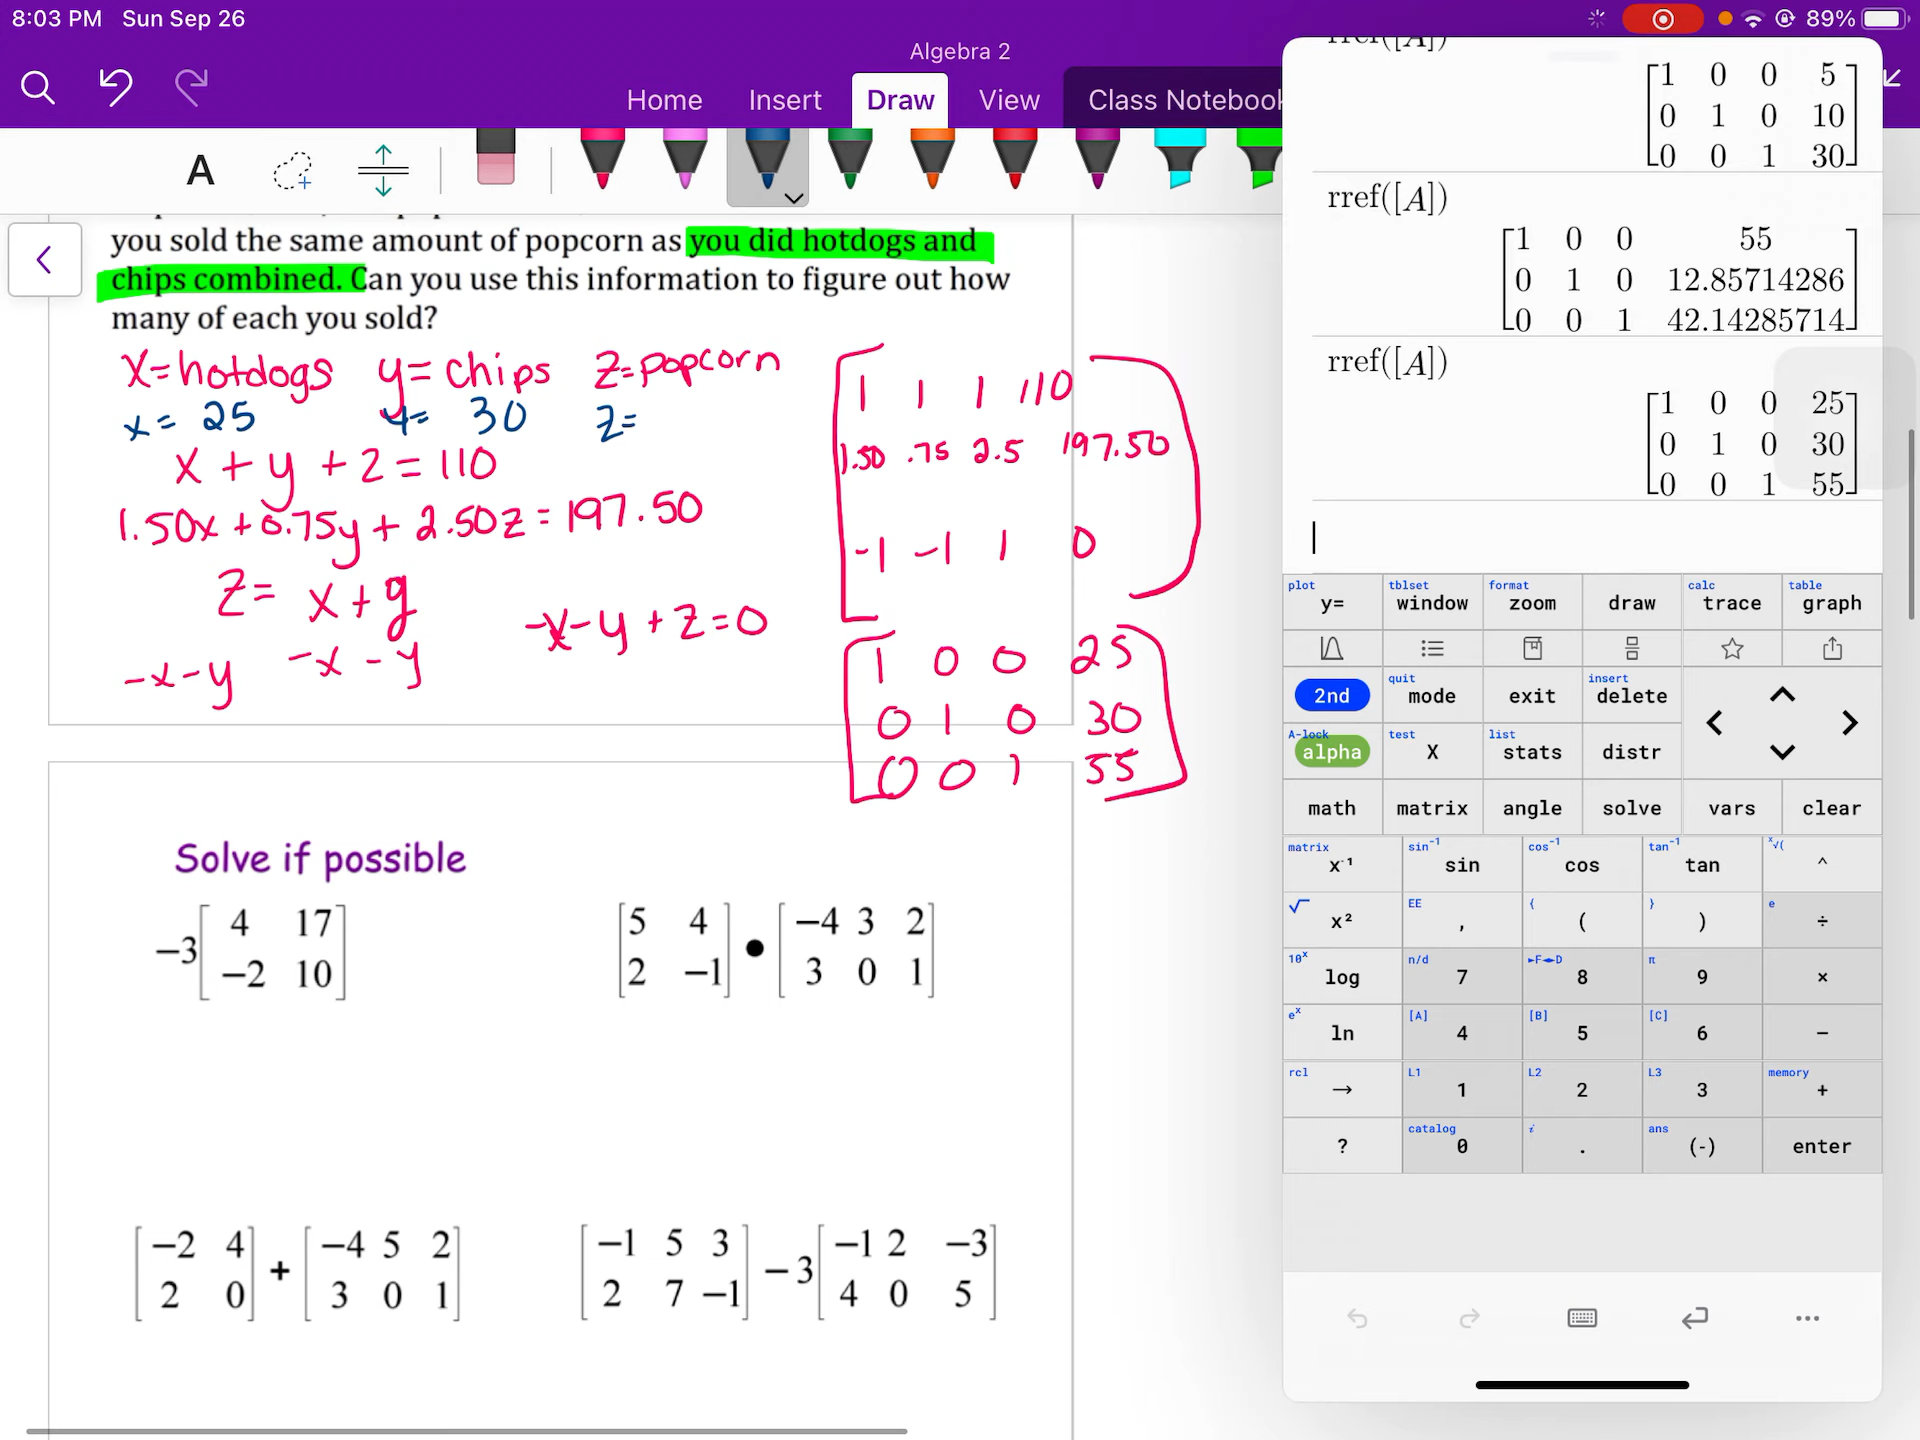 8:03 PM Sun Sep 26
89%
Algebra 2
Home Insert Draw View Class Notebook
A
you sold the same amount of popcorn as you did hotdogs and
chips combined. Can you use this information to figure out how
many of each you sold?
X=hotdogs y=chips z=popcorn
x= 25 y= 30 z=
x+y+z=110
1.50x+0.75y+2.50z=197.50
z= x+y
-x-y -x-y
-x-y+z=0
1 1 1 110
1.50 .75 2.5 197.50
-1 -1 1 0
1 0 0 25
0 1 0 30
0 0 1 55
Solve if possible
−3[4 17]
[−2 10]
[5 4] • [−4 3 2]
[2 −1] [3 0 1]
[−2 4] + [−4 5 2]
[2 0] [3 0 1]
[−1 5 3] −3[−1 2 −3]
[2 7 −1] [4 0 5]
rref([A])
[1 0 0 5]
[0 1 0 10]
[0 0 1 30]
rref([A])
[1 0 0 55]
[0 1 0 12.85714286]
[0 0 1 42.14285714]
rref([A])
[1 0 0 25]
[0 1 0 30]
[0 0 1 55]
plot tblset format calc table
y= window zoom draw trace graph
quit insert
2nd mode exit delete
A-lock test list
alpha X stats distr
math matrix angle solve vars clear
matrix sin⁻¹ cos⁻¹ tan⁻¹ ˣ√(
x⁻¹ sin cos tan ^
√ EE { } e
x² , ( ) ÷
10ˣ n/d ►F◄►D π
log 7 8 9 ×
eˣ [A] [B] [C]
ln 4 5 6 −
rcl L1 L2 L3 memory
→ 1 2 3 +
catalog i ans
? 0 . (-) enter